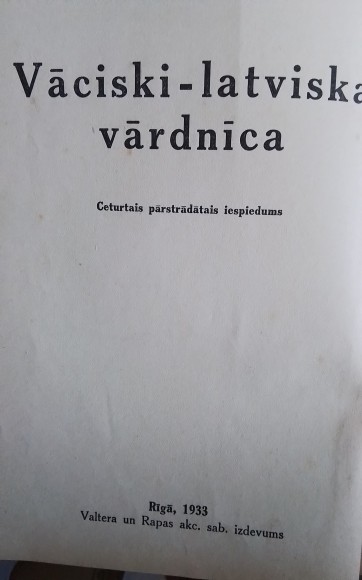 Vāciski-latviska
vārdnīca
Ceturtais pārstrādātais iespiedums
Rīgā, 1933
Valtera un Rapas akc. sab. izdevums